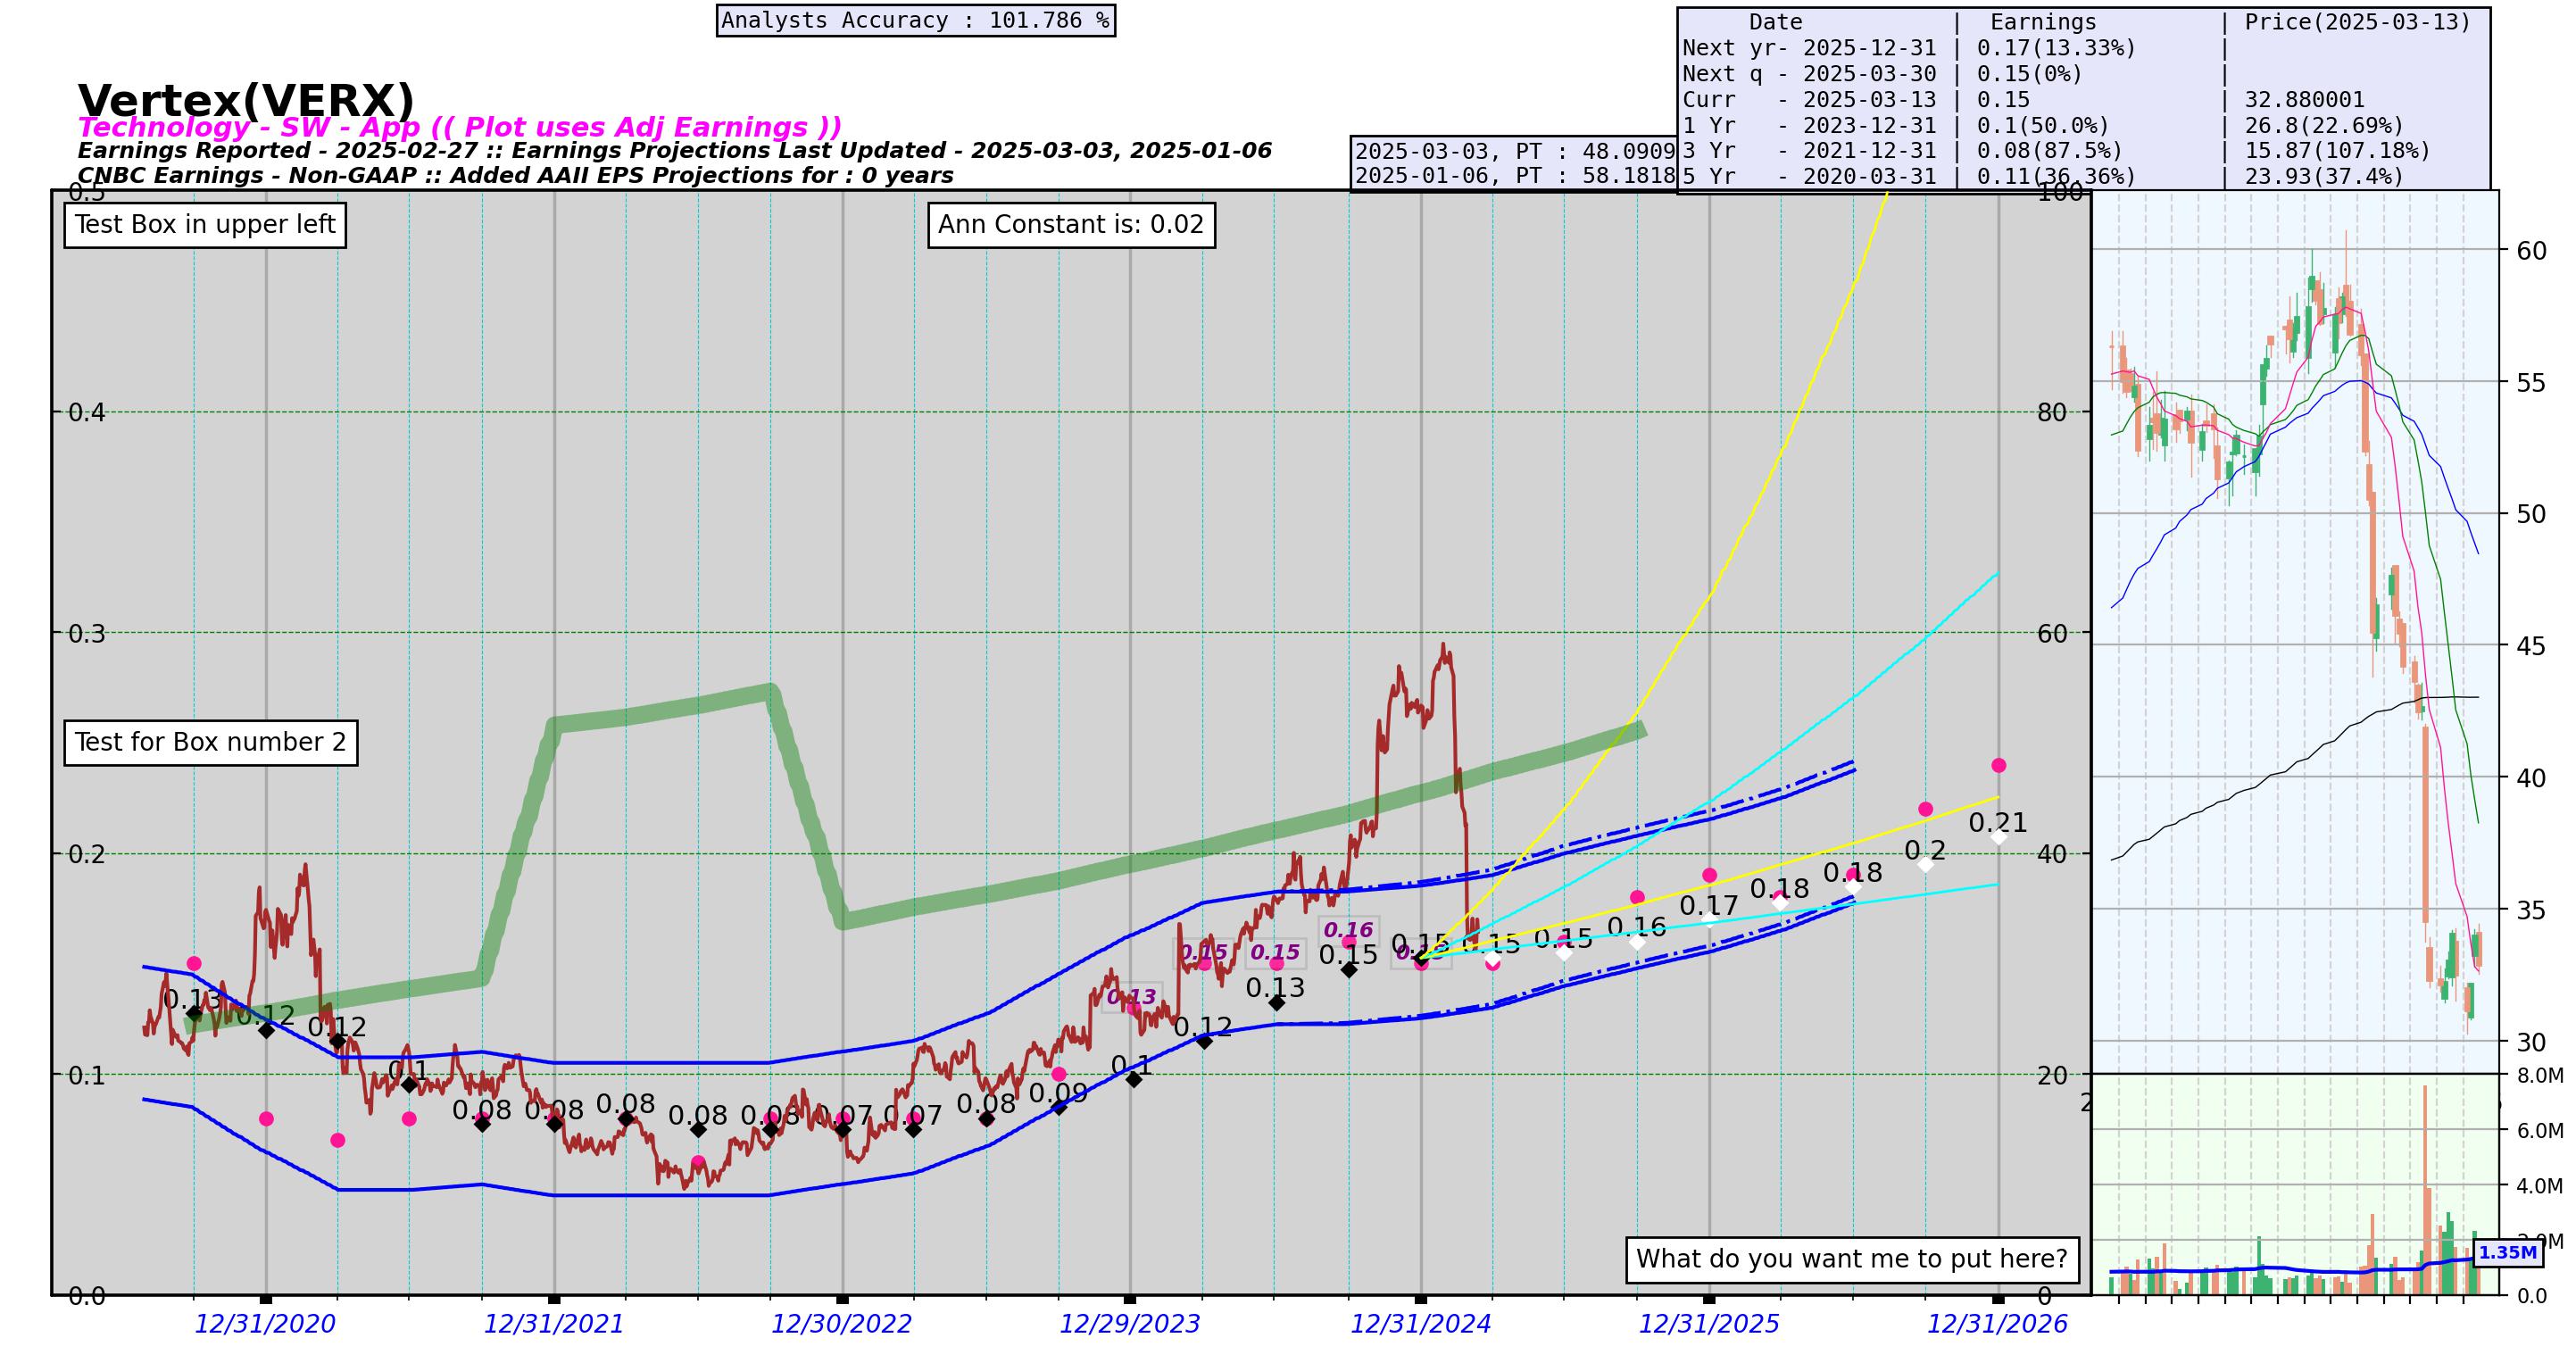 Analysts Accuracy : 101.786 %
Date | Earnings | Price(2025-03-13)
Next yr- 2025-12-31 | 0.17(13.33%) |
Next q - 2025-03-30 | 0.15(0%) |
Curr - 2025-03-13 | 0.15 | 32.880001
1 Yr - 2023-12-31 | 0.1(50.0%) | 26.8(22.69%)
3 Yr - 2021-12-31 | 0.08(87.5%) | 15.87(107.18%)
5 Yr - 2020-03-31 | 0.11(36.36%) | 23.93(37.4%)
Vertex(VERX)
Technology - SW - App (( Plot uses Adj Earnings ))
Earnings Reported - 2025-02-27 :: Earnings Projections Last Updated - 2025-03-03, 2025-01-06
CNBC Earnings - Non-GAAP :: Added AAII EPS Projections for : 0 years
2025-03-03, PT : 48.0909
2025-01-06, PT : 58.1818
Test Box in upper left
Ann Constant is: 0.02
Test for Box number 2
What do you want me to put here?
0.5
0.4
0.3
0.2
0.1
0.0
100
80
60
40
20
0
0.13
0.12
0.12
0.1
0.08
0.08
0.08
0.08
0.08
0.07
0.07
0.08
0.09
0.1
0.12
0.13
0.15
0.15
0.15
0.15
0.16
0.17
0.18
0.18
0.2
0.21
0.13
0.15
0.15
0.16
12/31/2020
12/31/2021
12/30/2022
12/29/2023
12/31/2024
12/31/2025
12/31/2026
60
55
50
45
40
35
30
8.0M
6.0M
4.0M
1.35M
0.0